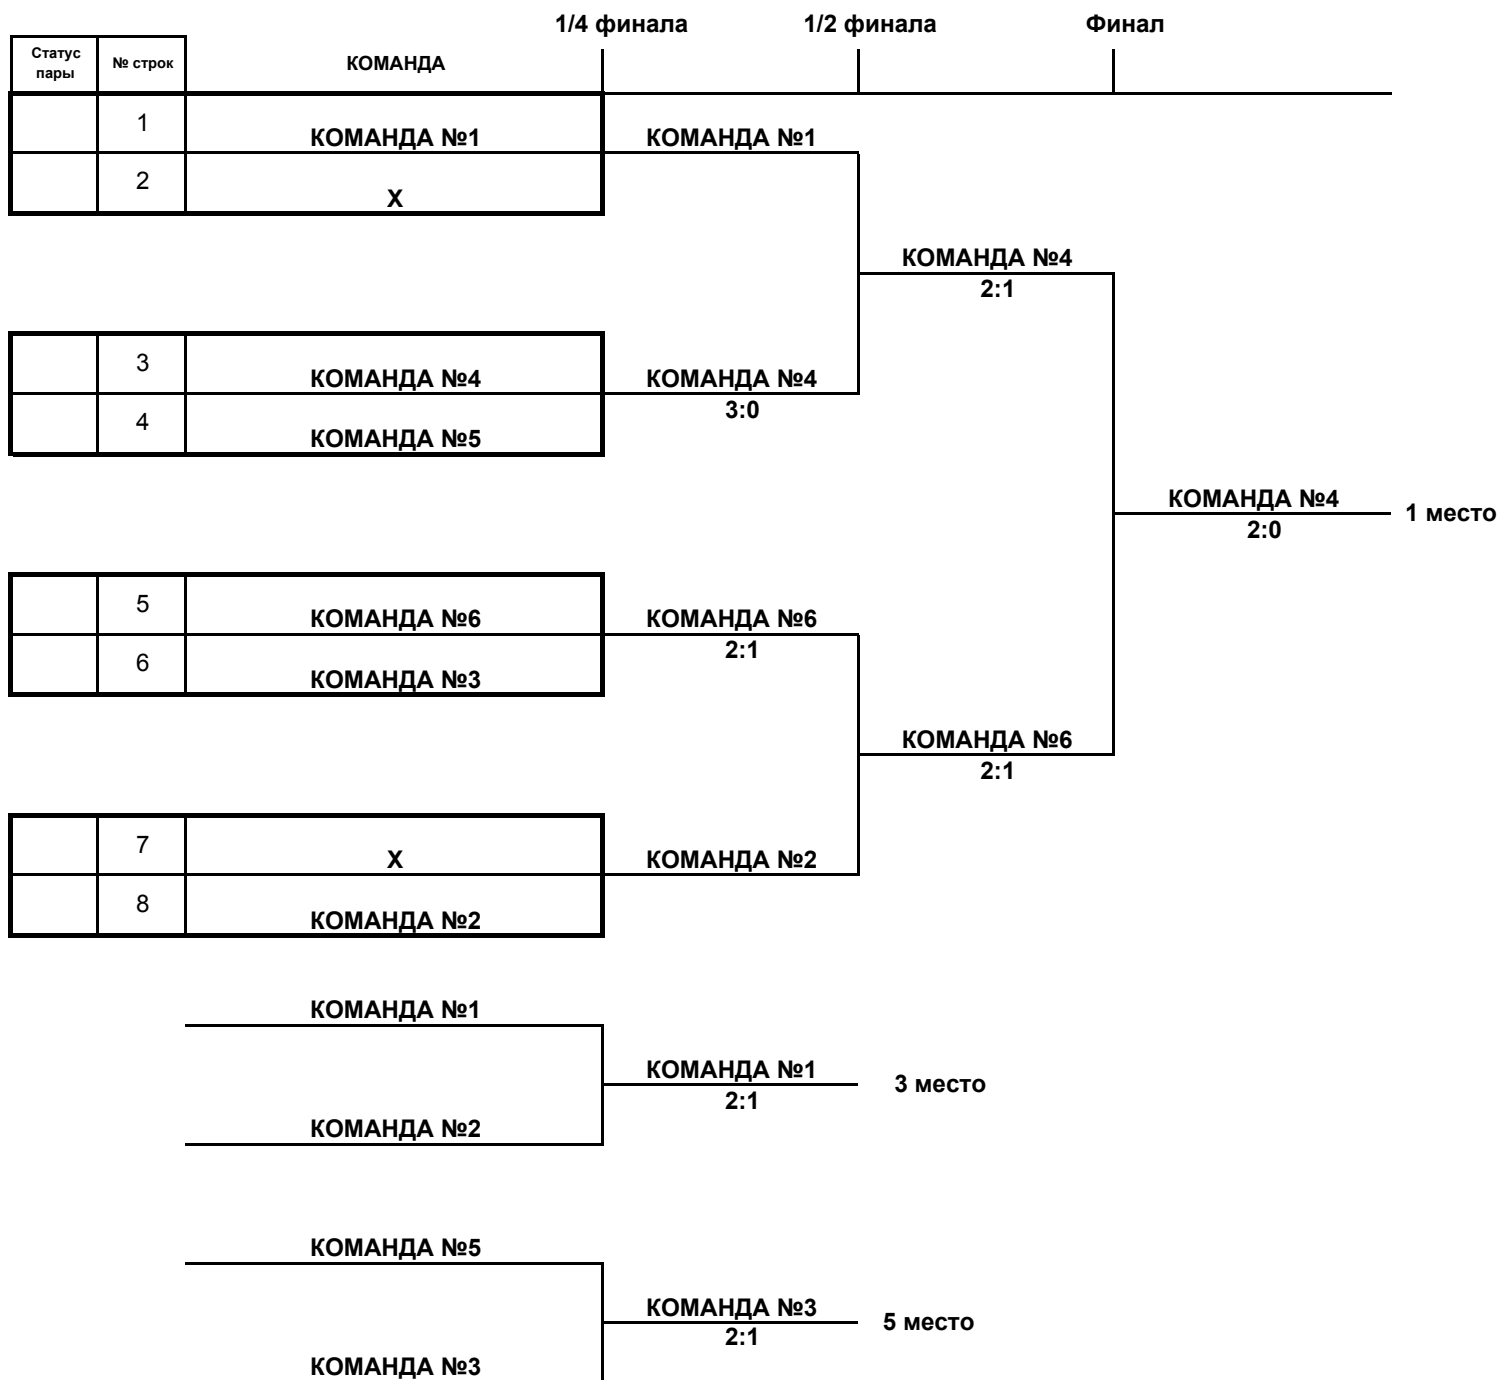 1/4 финала 1/2 финала Финал
Статус пары № строк КОМАНДА
1 КОМАНДА №1 КОМАНДА №1
2 X
КОМАНДА №4
2:1
3 КОМАНДА №4 КОМАНДА №4
3:0
4 КОМАНДА №5
КОМАНДА №4 1 место
2:0
5 КОМАНДА №6 КОМАНДА №6
2:1
6 КОМАНДА №3
КОМАНДА №6
2:1
7 X КОМАНДА №2
8 КОМАНДА №2
КОМАНДА №1
КОМАНДА №1 3 место
2:1
КОМАНДА №2
КОМАНДА №5
КОМАНДА №3 5 место
2:1
КОМАНДА №3